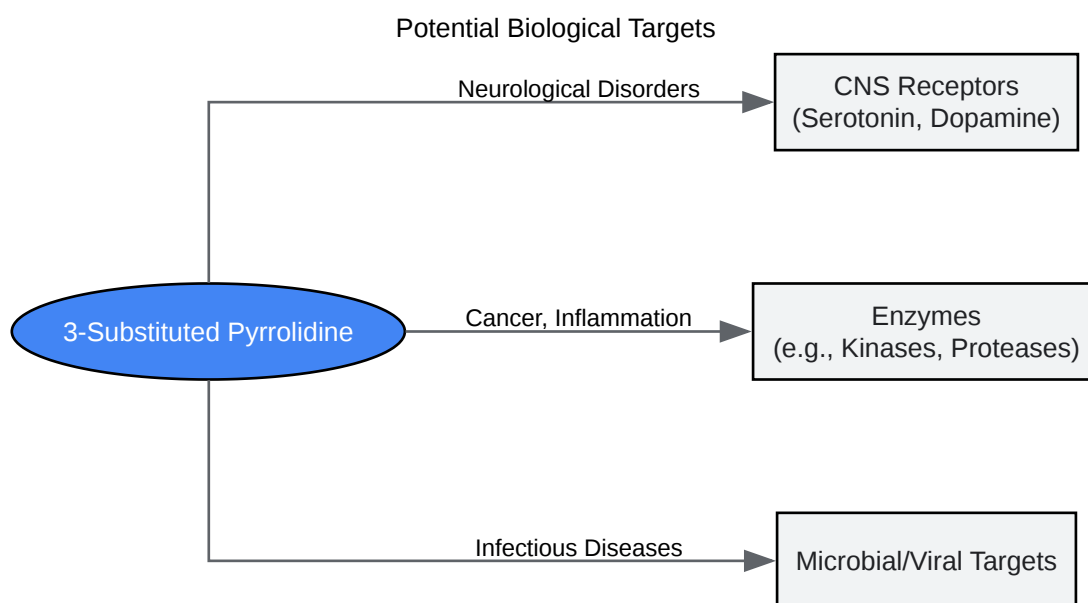 Potential Biological Targets
Neurological Disorders
CNS Receptors
(Serotonin, Dopamine)
3-Substituted Pyrrolidine
Cancer, Inflammation
Enzymes
(e.g., Kinases, Proteases)
Infectious Diseases
Microbial/Viral Targets